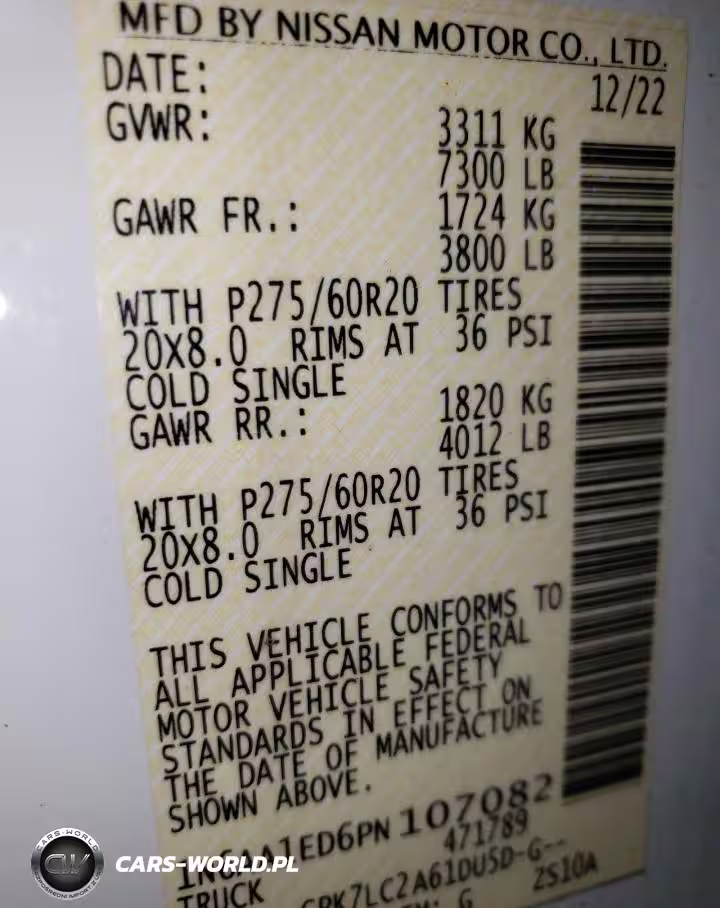 MFD BY NISSAN MOTOR CO., LTD.
DATE: 12/22
GVWR: 3311 KG
7300 LB
GAWR FR.: 1724 KG
3800 LB
WITH P275/60R20 TIRES
20X8.0 RIMS AT 36 PSI
COLD SINGLE
GAWR RR.: 1820 KG
4012 LB
WITH P275/60R20 TIRES
20X8.0 RIMS AT 36 PSI
COLD SINGLE
THIS VEHICLE CONFORMS TO
ALL APPLICABLE FEDERAL
MOTOR VEHICLE SAFETY
STANDARDS IN EFFECT ON
THE DATE OF MANUFACTURE
SHOWN ABOVE.
1N6AA1ED6PN107082
471789
TRUCK
2S10A
CARS-WORLD
CW
CARS-WORLD.PL